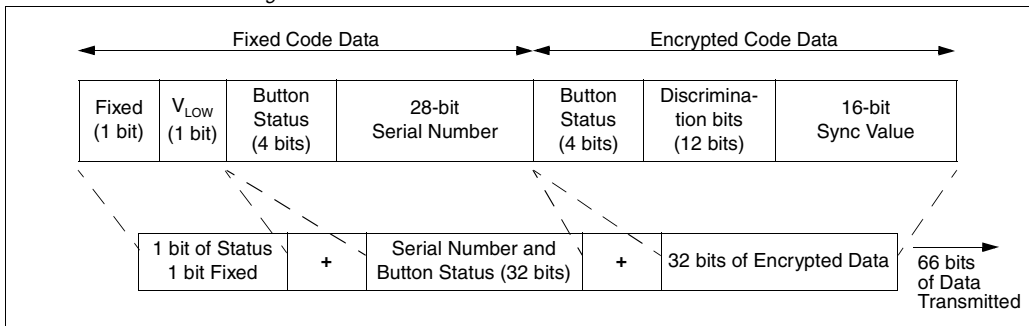 Fixed Code Data
Encrypted Code Data
Fixed
(1 bit)
VLOW
(1 bit)
Button
Status
(4 bits)
28-bit
Serial Number
Button
Status
(4 bits)
Discrimina-
tion bits
(12 bits)
16-bit
Sync Value
1 bit of Status
1 bit Fixed
+
Serial Number and
Button Status (32 bits)
+
32 bits of Encrypted Data
66 bits
of Data
Transmitted